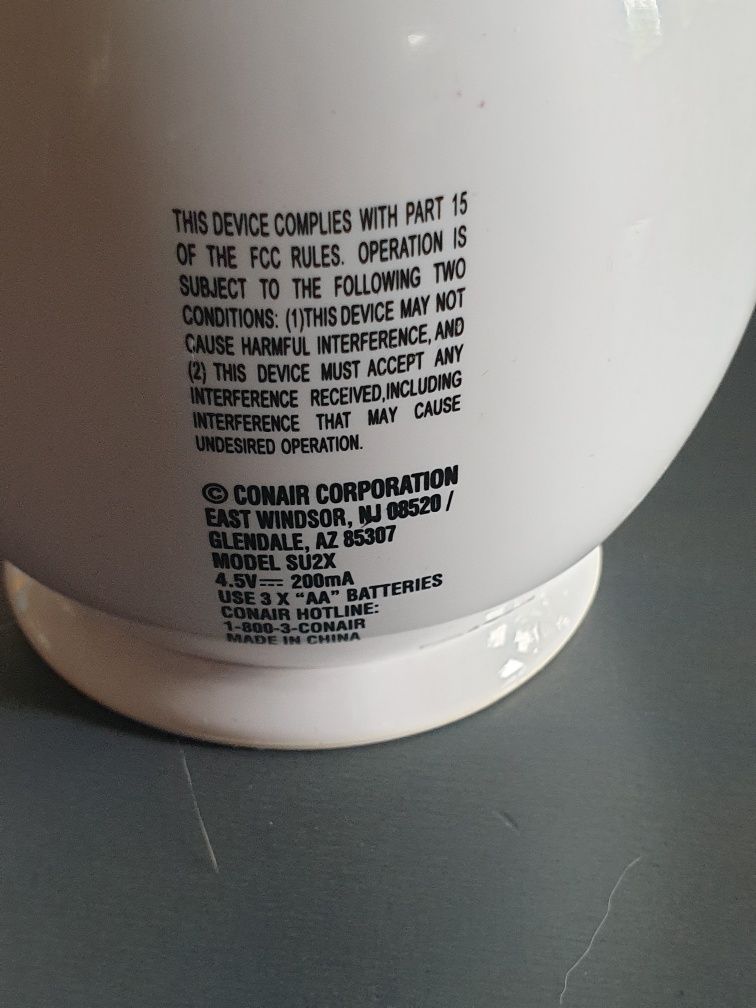 THIS DEVICE COMPLIES WITH PART 15
OF THE FCC RULES. OPERATION IS
SUBJECT TO THE FOLLOWING TWO
CONDITIONS: (1)THIS DEVICE MAY NOT
CAUSE HARMFUL INTERFERENCE, AND
(2) THIS DEVICE MUST ACCEPT ANY
INTERFERENCE RECEIVED,INCLUDING
INTERFERENCE THAT MAY CAUSE
UNDESIRED OPERATION.
© CONAIR CORPORATION
EAST WINDSOR, NJ 08520 /
GLENDALE, AZ 85307
MODEL SU2X
4.5V⎓ 200mA
USE 3 X “AA” BATTERIES
CONAIR HOTLINE:
1-800-3-CONAIR
MADE IN CHINA